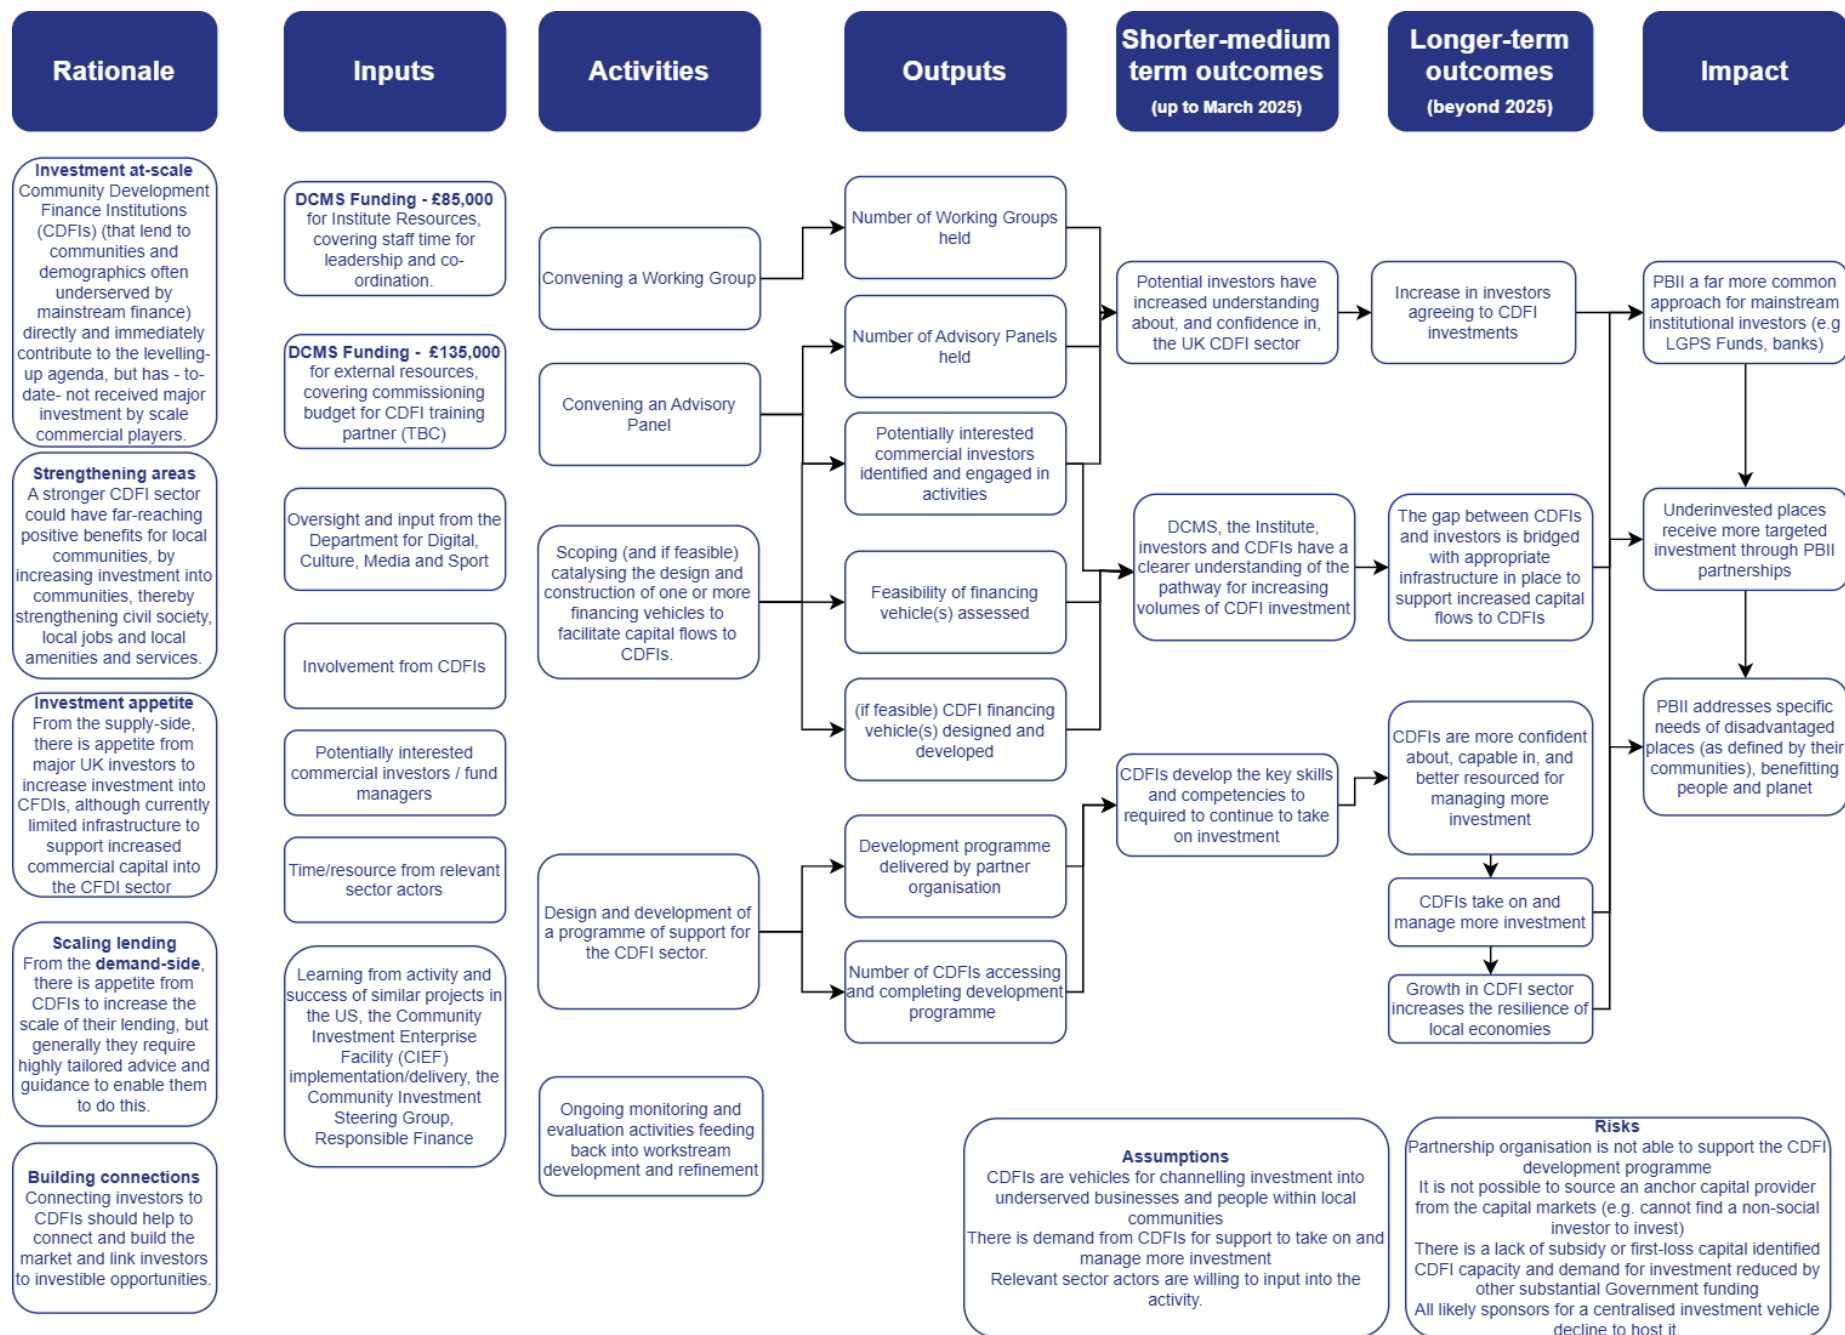 Rationale
Inputs
Activities
Outputs
Shorter-medium
term outcomes
(up to March 2025)
Longer-term
outcomes
(beyond 2025)
Impact
Investment at-scale
Community Development
Finance Institutions
(CDFIs) (that lend to
communities and
demographics often
underserved by
mainstream finance)
directly and immediately
contribute to the levelling-
up agenda, but has - to-
date- not received major
investment by scale
commercial players.
Strengthening areas
A stronger CDFI sector
could have far-reaching
positive benefits for local
communities, by
increasing investment into
communities, thereby
strengthening civil society,
local jobs and local
amenities and services.
Investment appetite
From the supply-side,
there is appetite from
major UK investors to
increase investment into
CFDIs, although currently
limited infrastructure to
support increased
commercial capital into
the CFDI sector
Scaling lending
From the demand-side,
there is appetite from
CDFIs to increase the
scale of their lending, but
generally they require
highly tailored advice and
guidance to enable them
to do this.
Building connections
Connecting investors to
CDFIs should help to
connect and build the
market and link investors
to investible opportunities.
DCMS Funding - £85,000
for Institute Resources,
covering staff time for
leadership and co-
ordination.
DCMS Funding - £135,000
for external resources,
covering commissioning
budget for CDFI training
partner (TBC)
Oversight and input from the
Department for Digital,
Culture, Media and Sport
Involvement from CDFIs
Potentially interested
commercial investors / fund
managers
Time/resource from relevant
sector actors
Learning from activity and
success of similar projects in
the US, the Community
Investment Enterprise
Facility (CIEF)
implementation/delivery, the
Community Investment
Steering Group,
Responsible Finance
Convening a Working Group
Convening an Advisory
Panel
Scoping (and if feasible)
catalysing the design and
construction of one or more
financing vehicles to
facilitate capital flows to
CDFIs.
Design and development of
a programme of support for
the CDFI sector.
Ongoing monitoring and
evaluation activities feeding
back into workstream
development and refinement
Number of Working Groups
held
Number of Advisory Panels
held
Potentially interested
commercial investors
identified and engaged in
activities
Feasibility of financing
vehicle(s) assessed
(if feasible) CDFI financing
vehicle(s) designed and
developed
Development programme
delivered by partner
organisation
Number of CDFIs accessing
and completing development
programme
Potential investors have
increased understanding
about, and confidence in,
the UK CDFI sector
DCMS, the Institute,
investors and CDFIs have a
clearer understanding of the
pathway for increasing
volumes of CDFI investment
CDFIs develop the key skills
and competencies to
required to continue to take
on investment
Increase in investors
agreeing to CDFI
investments
The gap between CDFIs
and investors is bridged
with appropriate
infrastructure in place to
support increased capital
flows to CDFIs
CDFIs are more confident
about, capable in, and
better resourced for
managing more
investment
CDFIs take on and
manage more investment
Growth in CDFI sector
increases the resilience of
local economies
PBII a far more common
approach for mainstream
institutional investors (e.g
LGPS Funds, banks)
Underinvested places
receive more targeted
investment through PBII
partnerships
PBII addresses specific
needs of disadvantaged
places (as defined by their
communities), benefitting
people and planet
Assumptions
CDFIs are vehicles for channelling investment into
underserved businesses and people within local
communities
There is demand from CDFIs for support to take on and
manage more investment
Relevant sector actors are willing to input into the
activity.
Risks
Partnership organisation is not able to support the CDFI
development programme
It is not possible to source an anchor capital provider
from the capital markets (e.g. cannot find a non-social
investor to invest)
There is a lack of subsidy or first-loss capital identified
CDFI capacity and demand for investment reduced by
other substantial Government funding
All likely sponsors for a centralised investment vehicle
decline to host it.